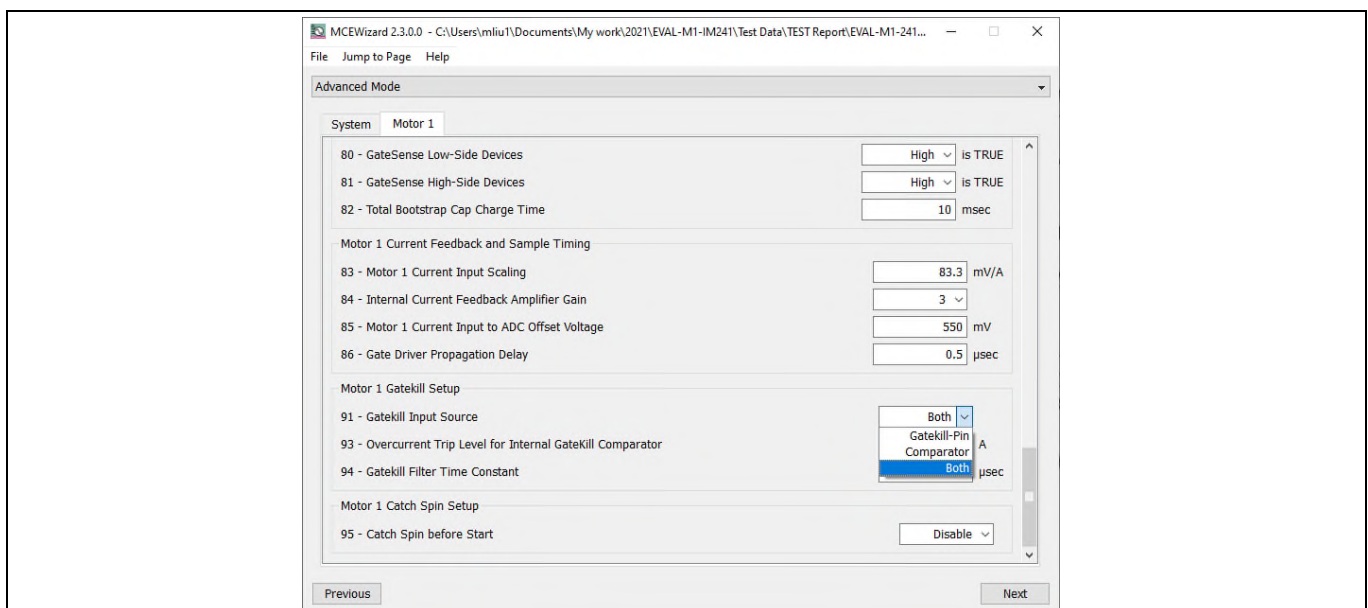 MCEWizard 2.3.0.0 - C:\Users\mliu1\Documents\My work\2021\EVAL-M1-IM241\Test Data\TEST Report\EVAL-M1-241...
File Jump to Page Help
Advanced Mode
System Motor 1
80 - GateSense Low-Side Devices High is TRUE
81 - GateSense High-Side Devices High is TRUE
82 - Total Bootstrap Cap Charge Time 10 msec
Motor 1 Current Feedback and Sample Timing
83 - Motor 1 Current Input Scaling 83.3 mV/A
84 - Internal Current Feedback Amplifier Gain 3
85 - Motor 1 Current Input to ADC Offset Voltage 550 mV
86 - Gate Driver Propagation Delay 0.5 µsec
Motor 1 Gatekill Setup
91 - Gatekill Input Source Both
Gatekill-Pin
93 - Overcurrent Trip Level for Internal GateKill Comparator A
Comparator
94 - Gatekill Filter Time Constant µsec
Both
Motor 1 Catch Spin Setup
95 - Catch Spin before Start Disable
Previous Next